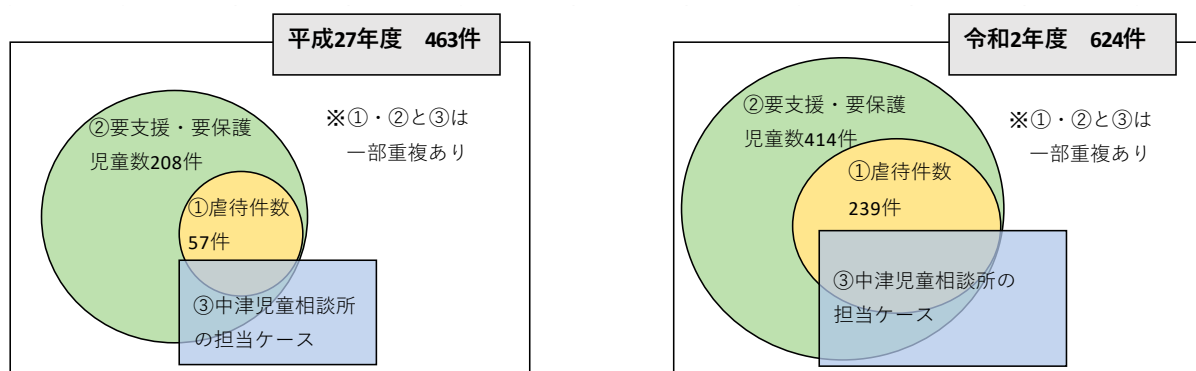 平成27年度　463件
②要支援・要保護
児童数208件
※①・②と③は
一部重複あり
①虐待件数
57件
③中津児童相談所
の担当ケース
令和2年度　624件
②要支援・要保護
児童数414件
※①・②と③は
一部重複あり
①虐待件数
239件
③中津児童相談所の
担当ケース